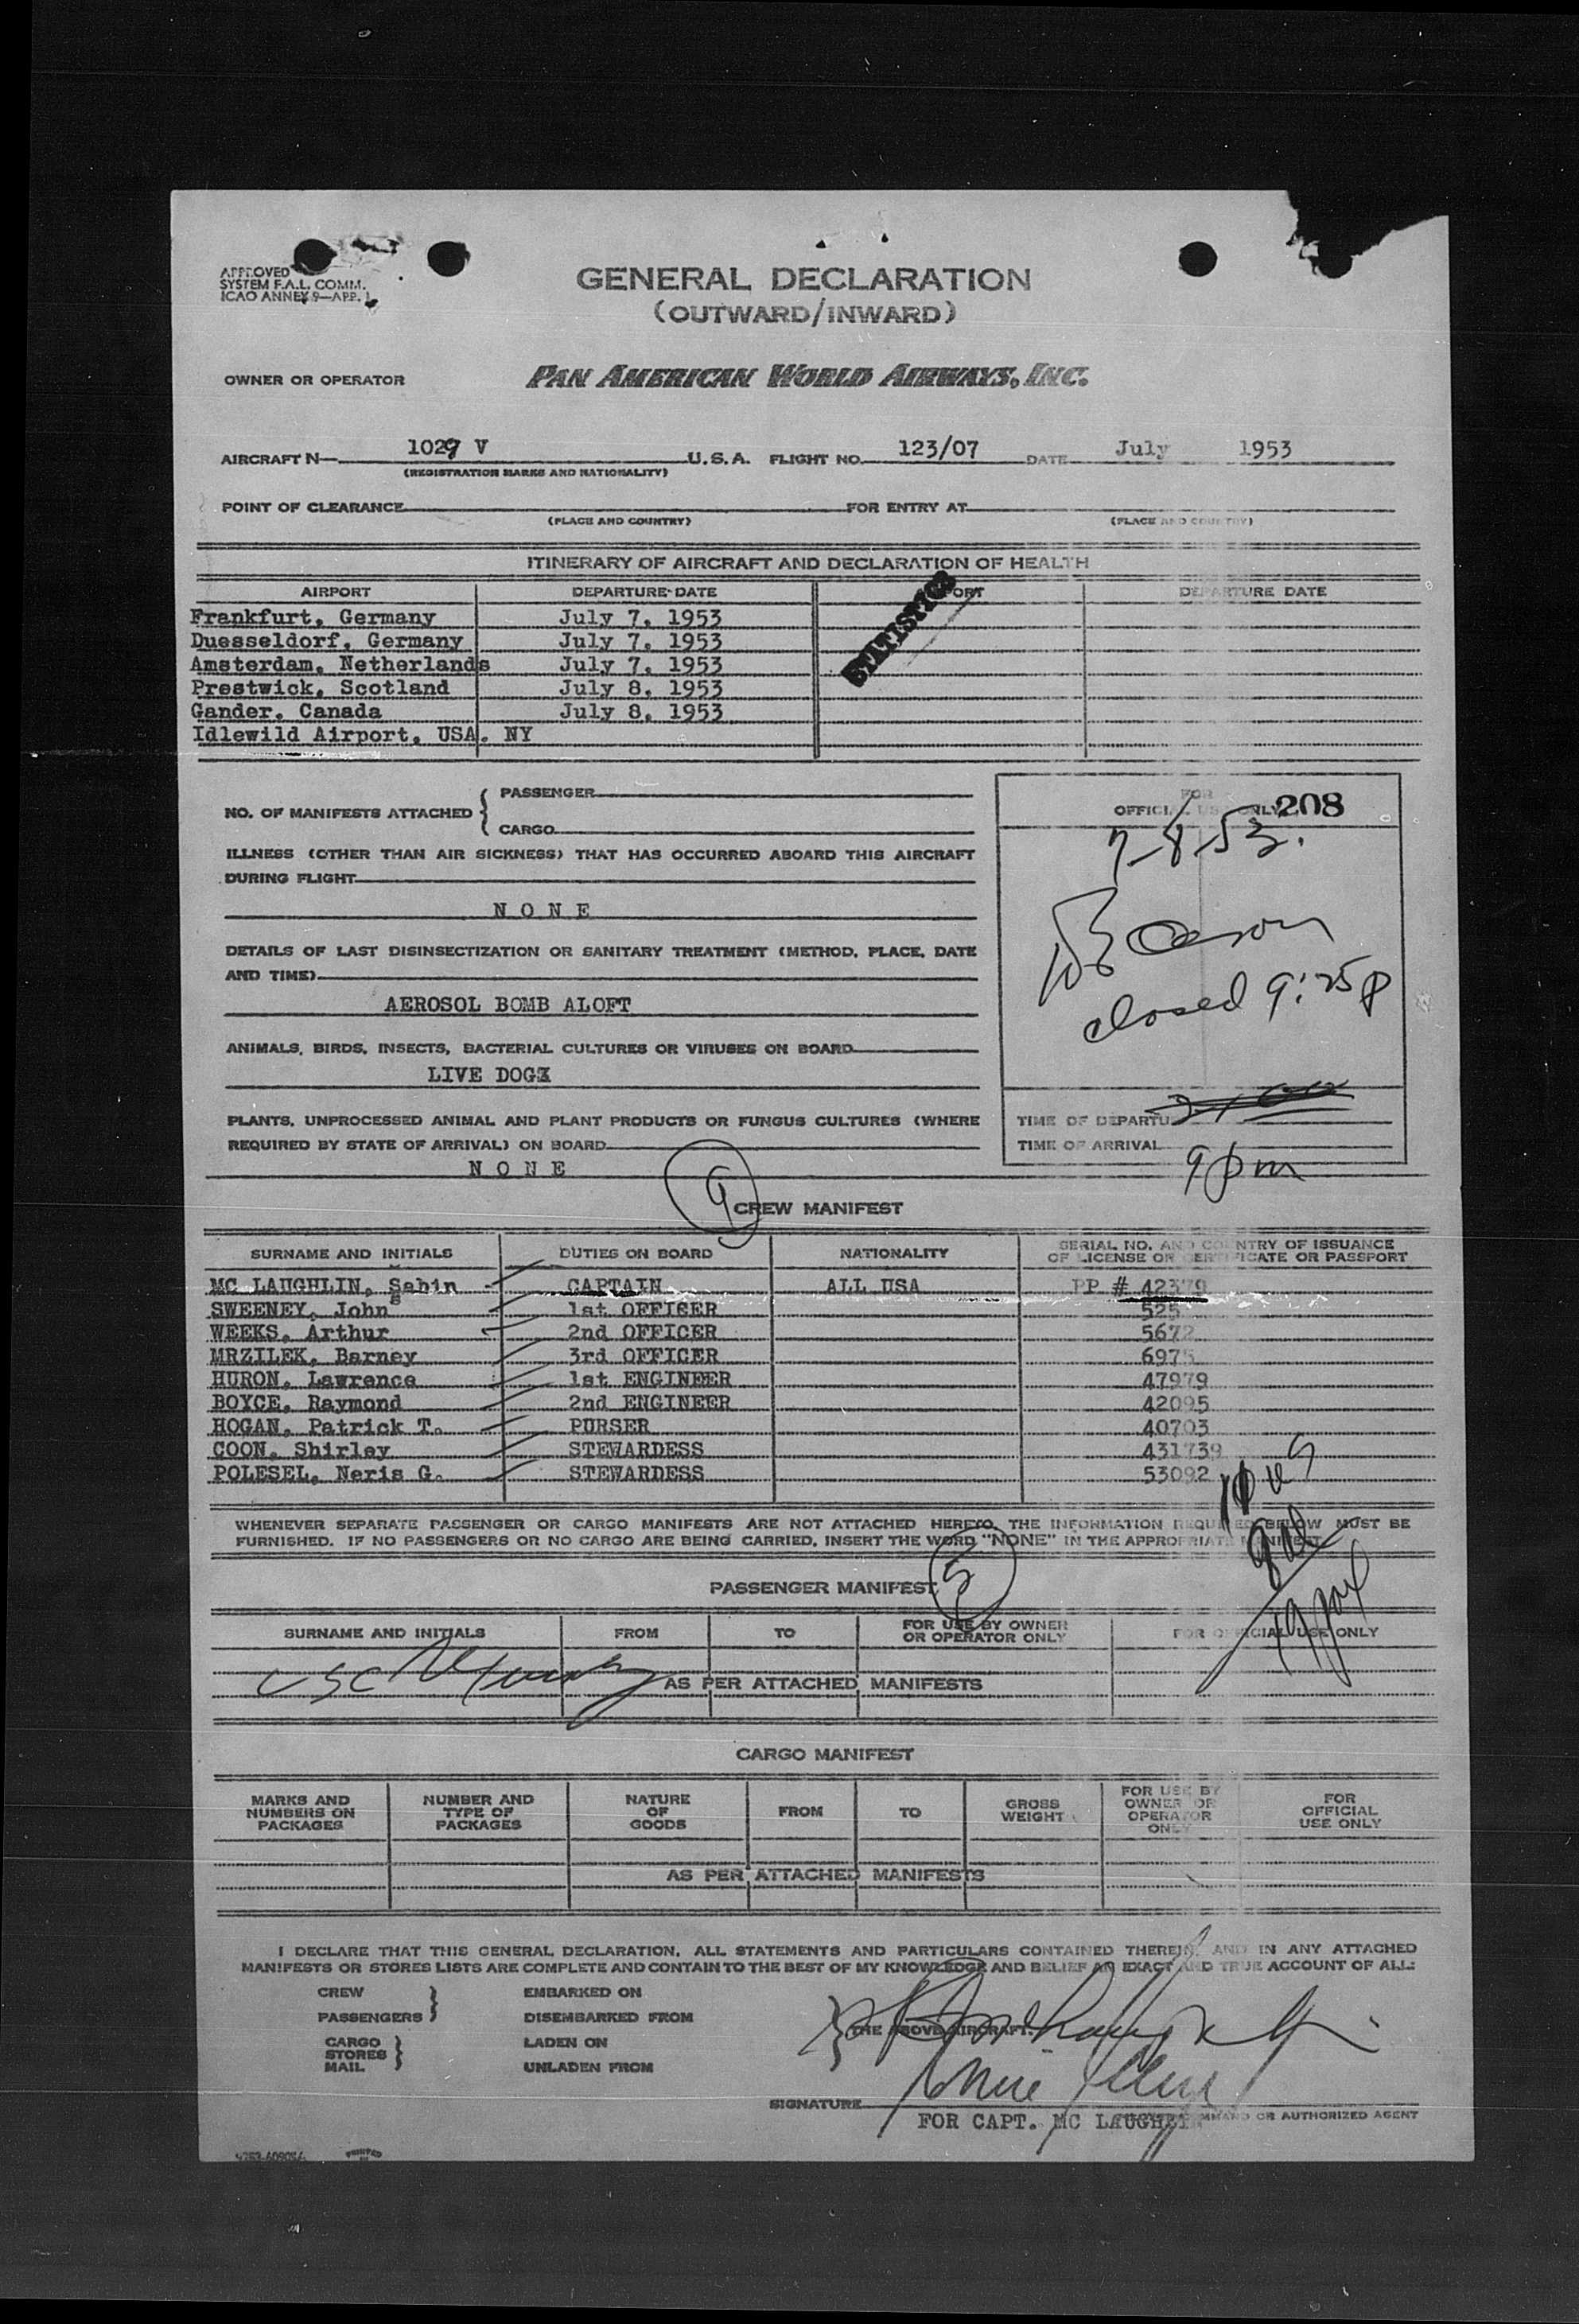 APPROVED
SYSTEM F.A.L. COMM.
ICAO ANNEX 9—APP. 1
GENERAL DECLARATION
(OUTWARD/INWARD)
OWNER OR OPERATOR PAN AMERICAN WORLD AIRWAYS, INC.
AIRCRAFT N— 1029 V U.S.A. FLIGHT NO. 123/07 DATE July 1953
(REGISTRATION MARKS AND NATIONALITY)
POINT OF CLEARANCE FOR ENTRY AT
(PLACE AND COUNTRY) (PLACE AND COUNTRY)
ITINERARY OF AIRCRAFT AND DECLARATION OF HEALTH
AIRPORT DEPARTURE DATE PORT DEPARTURE DATE
STATISTICS
Frankfurt, Germany July 7, 1953
Duesseldorf, Germany July 7, 1953
Amsterdam, Netherlands July 7, 1953
Prestwick, Scotland July 8, 1953
Gander, Canada July 8, 1953
Idlewild Airport, USA. NY
NO. OF MANIFESTS ATTACHED { PASSENGER
CARGO
FOR
OFFICIAL USE ONLY 208
7-8-53.
ILLNESS (OTHER THAN AIR SICKNESS) THAT HAS OCCURRED ABOARD THIS AIRCRAFT
DURING FLIGHT
N O N E
DETAILS OF LAST DISINSECTIZATION OR SANITARY TREATMENT (METHOD, PLACE, DATE
AND TIME)
AEROSOL BOMB ALOFT
closed 9:25p
ANIMALS, BIRDS, INSECTS, BACTERIAL CULTURES OR VIRUSES ON BOARD
LIVE DOG
PLANTS, UNPROCESSED ANIMAL AND PLANT PRODUCTS OR FUNGUS CULTURES (WHERE
REQUIRED BY STATE OF ARRIVAL) ON BOARD
N O N E
TIME OF DEPARTU
TIME OF ARRIVAL 9pm
9 CREW MANIFEST
SURNAME AND INITIALS DUTIES ON BOARD NATIONALITY SERIAL NO. AND COUNTRY OF ISSUANCE
OF LICENSE OR CERTIFICATE OR PASSPORT
MC LAUGHLIN, Sabin CAPTAIN ALL USA PP # 42379
SWEENEY, John S 1st OFFICER 525
WEEKS, Arthur 2nd OFFICER 5672
MRZILEK, Barney 3rd OFFICER 6975
HURON, Lawrence 1st ENGINEER 47979
BOYCE, Raymond 2nd ENGINEER 42095
HOGAN, Patrick T. PURSER 40703
COON, Shirley STEWARDESS 431739
POLESEL, Neris G. STEWARDESS 53092
WHENEVER SEPARATE PASSENGER OR CARGO MANIFESTS ARE NOT ATTACHED HERETO, THE INFORMATION REQUIRED BELOW MUST BE
FURNISHED. IF NO PASSENGERS OR NO CARGO ARE BEING CARRIED, INSERT THE WORD "NONE" IN THE APPROPRIATE MANIFEST
PASSENGER MANIFEST 5
SURNAME AND INITIALS FROM TO FOR USE BY OWNER
OR OPERATOR ONLY FOR OFFICIAL USE ONLY
AS PER ATTACHED MANIFESTS
CARGO MANIFEST
MARKS AND
NUMBERS ON
PACKAGES NUMBER AND
TYPE OF
PACKAGES NATURE
OF
GOODS FROM TO GROSS
WEIGHT FOR USE BY
OWNER OR
OPERATOR
ONLY FOR
OFFICIAL
USE ONLY
AS PER ATTACHED MANIFESTS
I DECLARE THAT THIS GENERAL DECLARATION, ALL STATEMENTS AND PARTICULARS CONTAINED THEREIN, AND IN ANY ATTACHED
MANIFESTS OR STORES LISTS ARE COMPLETE AND CONTAIN TO THE BEST OF MY KNOWLEDGE AND BELIEF AN EXACT AND TRUE ACCOUNT OF ALL:
CREW EMBARKED ON
PASSENGERS DISEMBARKED FROM
CARGO LADEN ON
STORES
MAIL UNLADEN FROM
THE ABOVE AIRCRAFT.
SIGNATURE
FOR CAPT. MC LAUGHLIN OR AUTHORIZED AGENT
PRINTED